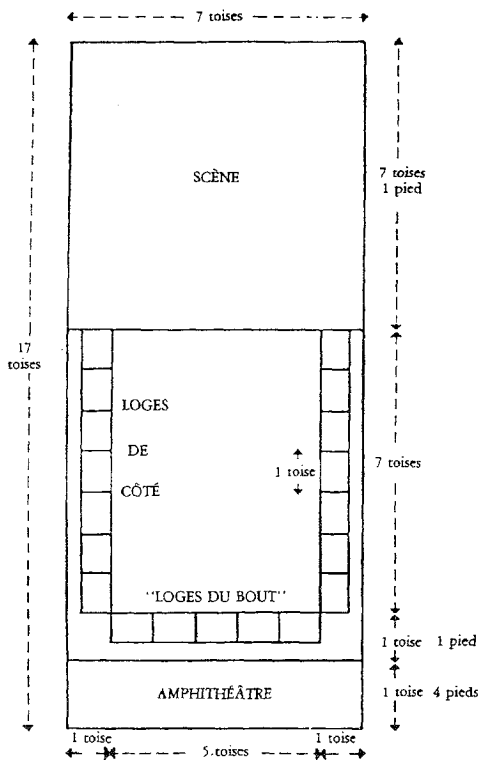 7 toises
SCÈNE
7 toises
1 pied
17
toises
LOGES
DE
CÔTÉ
1 toise
7 toises
"LOGES DU BOUT"
1 toise 1 pied
AMPHITHÉÂTRE
1 toise 4 pieds
1 toise
5 toises
1 toise